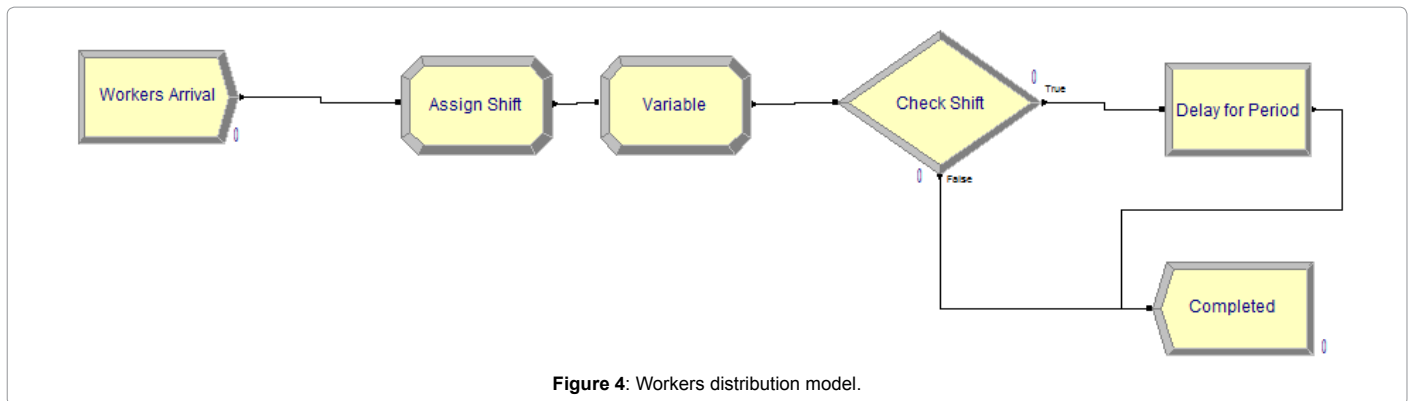 Workers Arrival
0
Assign Shift
Variable
Check Shift
0
True
0
False
Delay for Period
Completed
0
Figure 4: Workers distribution model.